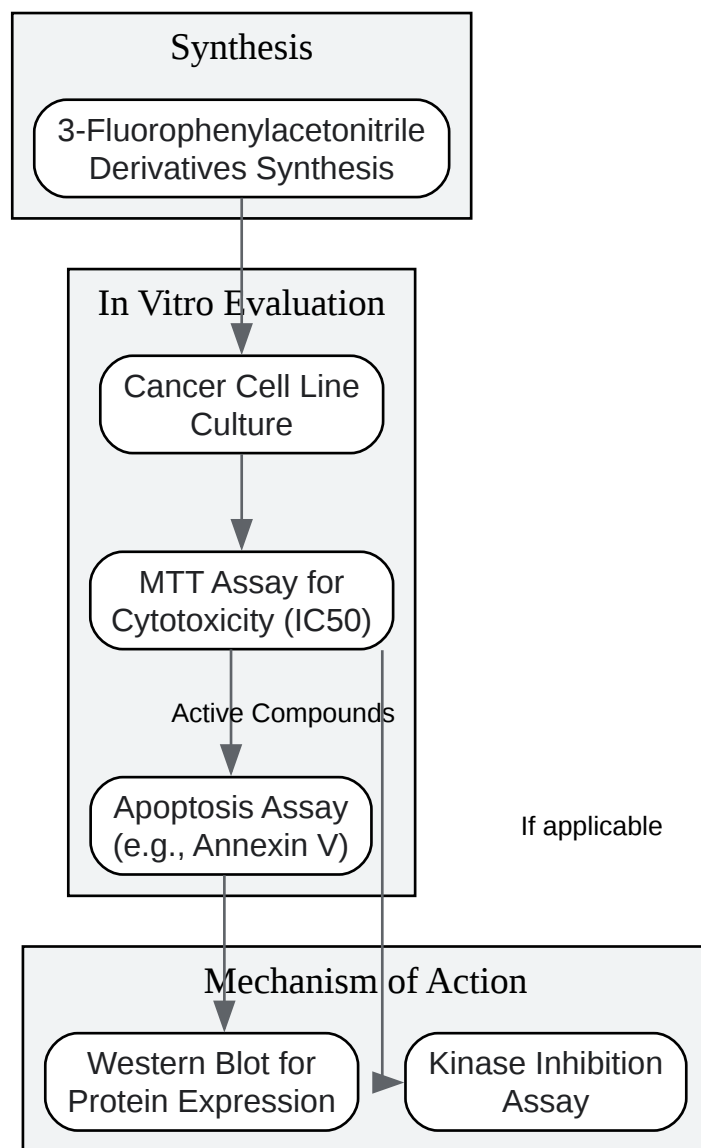 Synthesis
3-Fluorophenylacetonitrile
Derivatives Synthesis
In Vitro Evaluation
Cancer Cell Line
Culture
MTT Assay for
Cytotoxicity (IC50)
Active Compounds
Apoptosis Assay
(e.g., Annexin V)
If applicable
Mechanism of Action
Western Blot for
Protein Expression
Kinase Inhibition
Assay